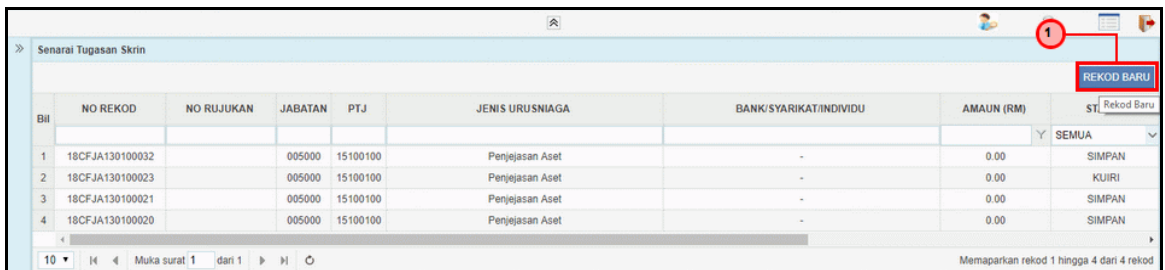 1
Senarai Tugasan Skrin
REKOD BARU
Bil NO REKOD NO RUJUKAN JABATAN PTJ JENIS URUSNIAGA BANK/SYARIKAT/INDIVIDU AMAUN (RM) ST
Rekod Baru
SEMUA
1 18CFJA130100032 005000 15100100 Penjejasan Aset - 0.00 SIMPAN
2 18CFJA130100023 005000 15100100 Penjejasan Aset - 0.00 KUIRI
3 18CFJA130100021 005000 15100100 Penjejasan Aset - 0.00 SIMPAN
4 18CFJA130100020 005000 15100100 Penjejasan Aset - 0.00 SIMPAN
10 Muka surat 1 dari 1 Memaparkan rekod 1 hingga 4 dari 4 rekod